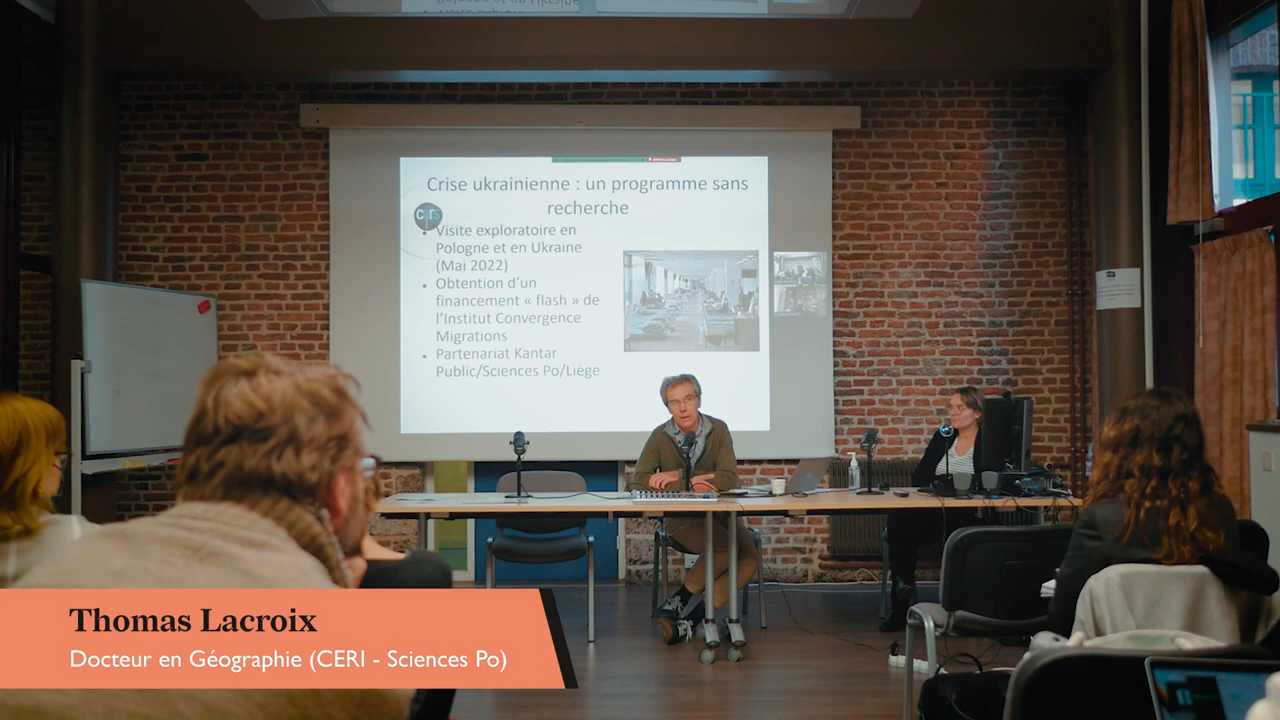 Crise ukrainienne : un programme sans
recherche
• Visite exploratoire en
Pologne et en Ukraine
(Mai 2022)
• Obtention d'un
financement « flash » de
l'Institut Convergence
Migrations
• Partenariat Kantar
Public/Sciences Po/Liège
Thomas Lacroix
Docteur en Géographie (CERI - Sciences Po)